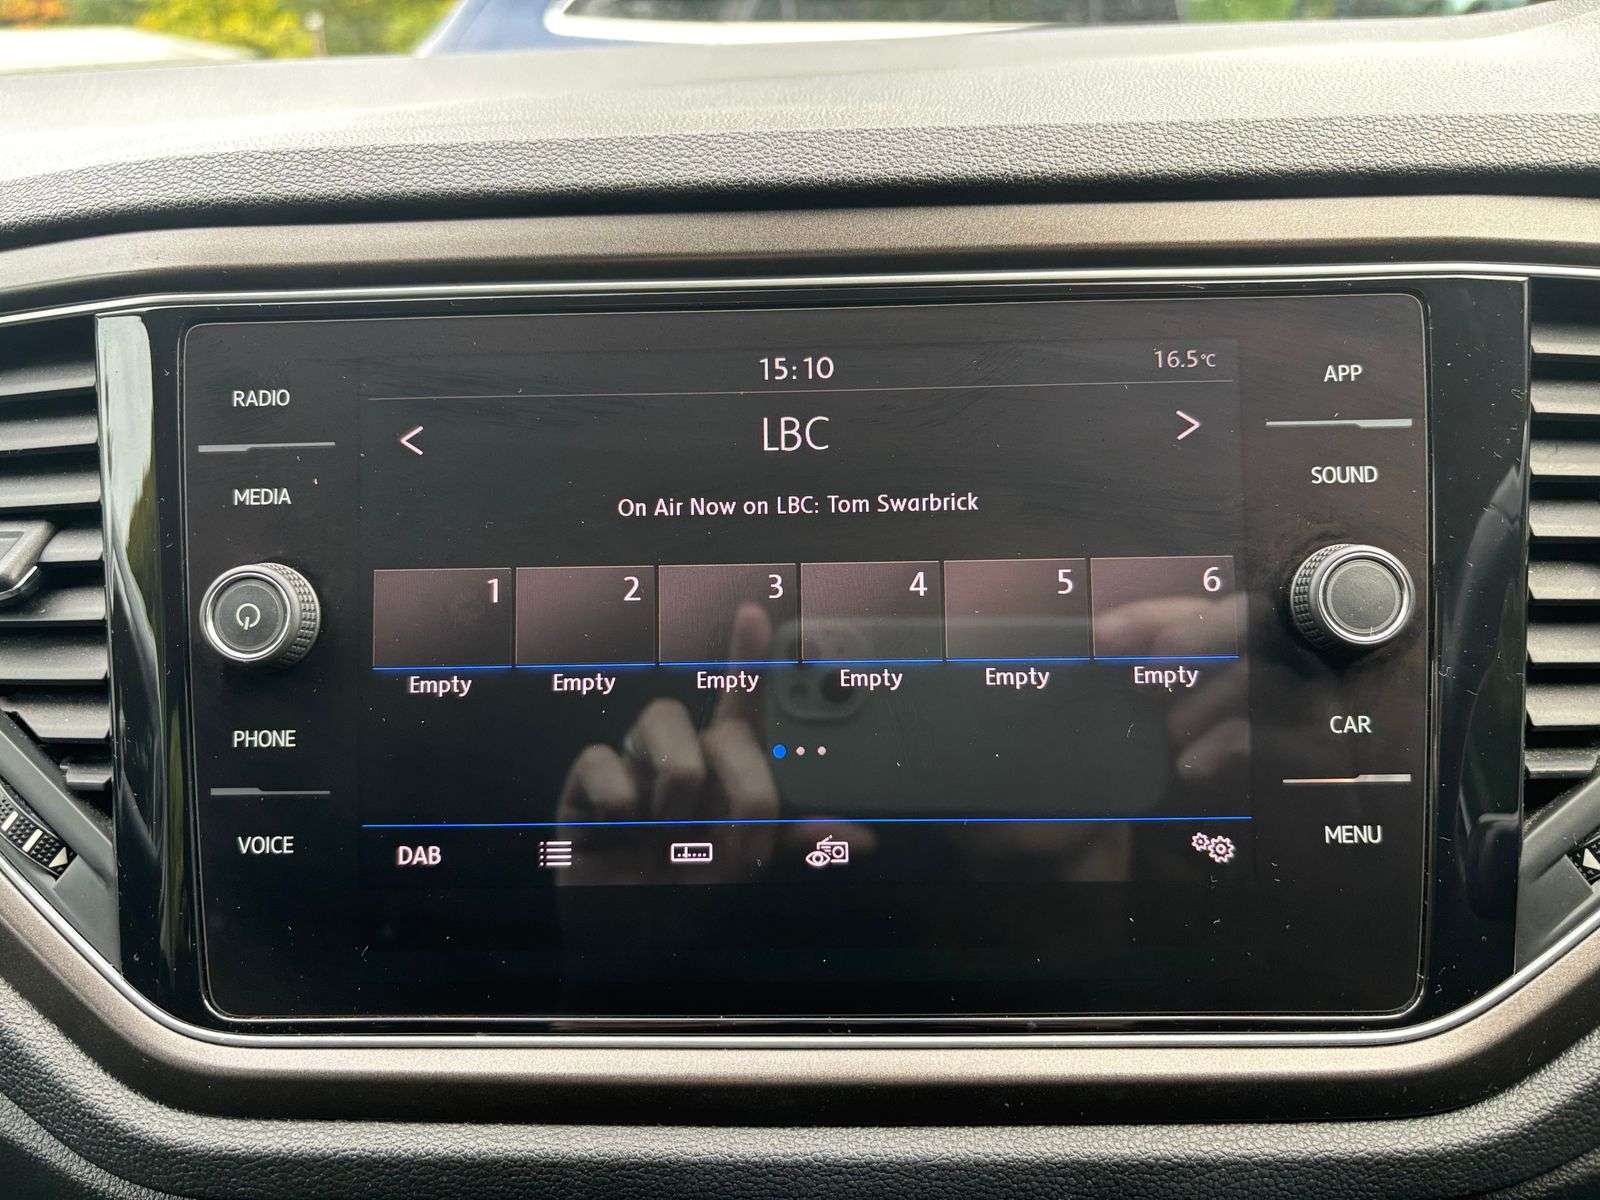 15:10
16.5°C
RADIO
MEDIA
PHONE
VOICE
LBC
On Air Now on LBC: Tom Swarbrick
1 2 3 4 5 6
Empty Empty Empty Empty Empty Empty
DAB
APP
SOUND
CAR
MENU